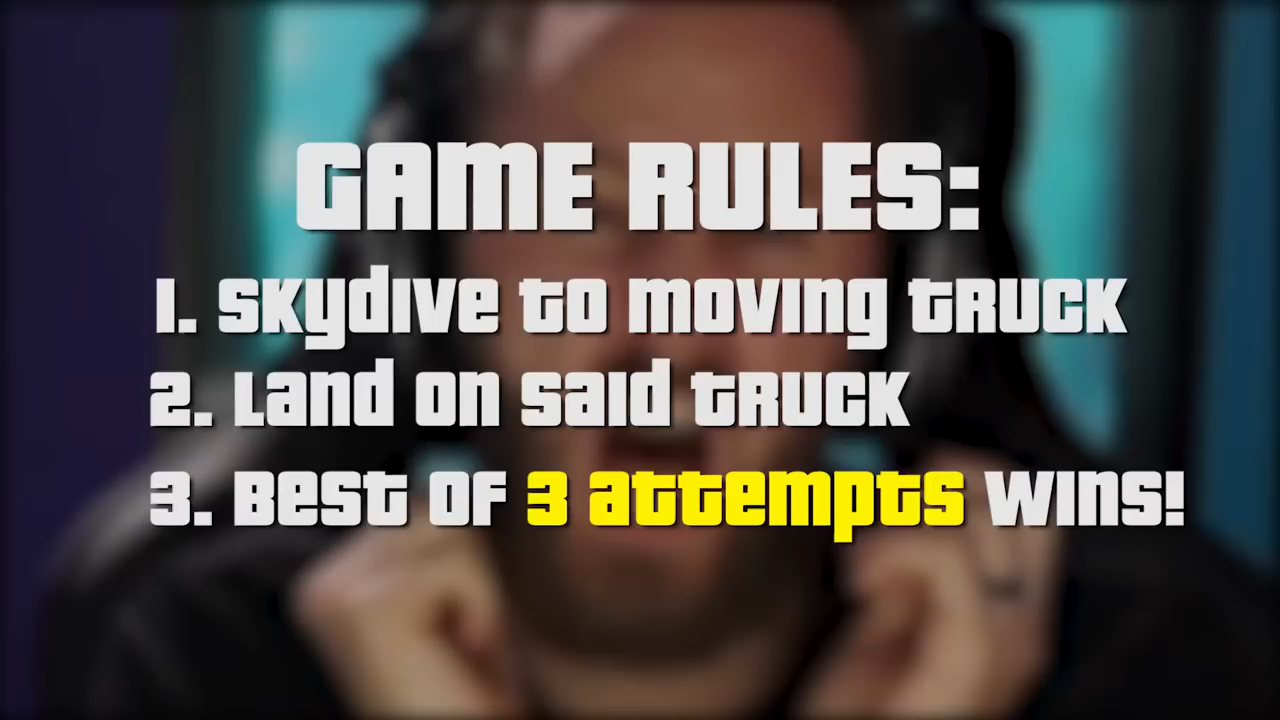 GAME RULES:
1. Skydive to moving truck
2. Land on said truck
3. Best of 3 attempts wins!